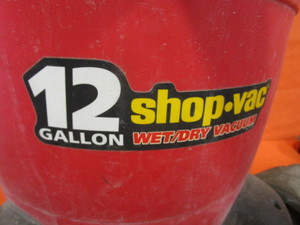 12 shop·vac
GALLON WET/DRY VACUUM